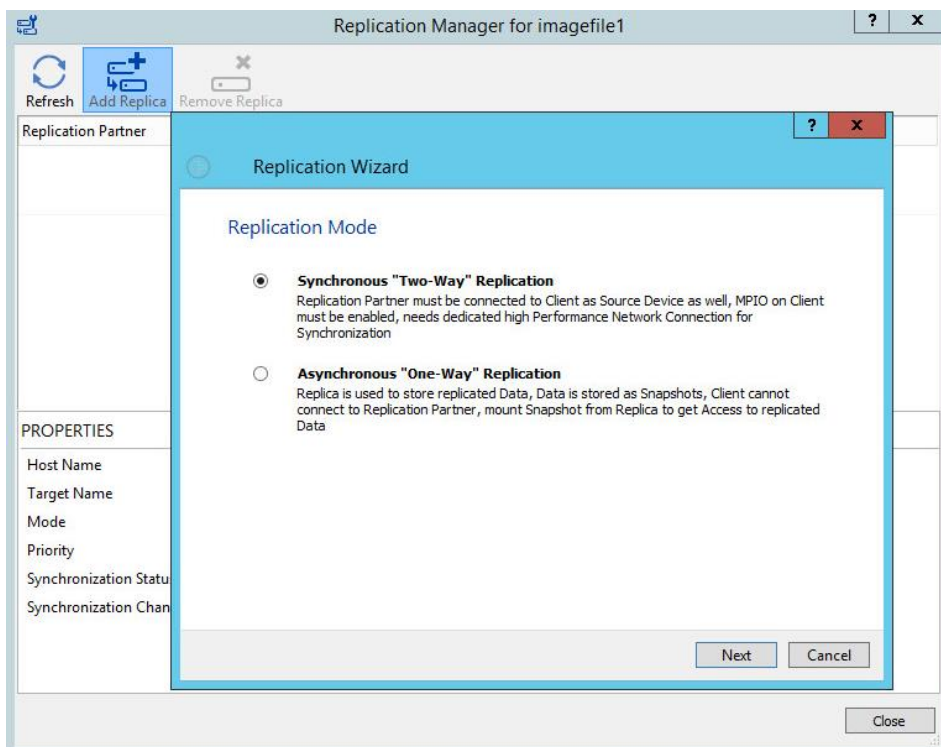 Replication Manager for imagefile1
? x
Refresh Add Replica Remove Replica
Replication Partner
? x
Replication Wizard
Replication Mode
Synchronous "Two-Way" Replication
Replication Partner must be connected to Client as Source Device as well, MPIO on Client
must be enabled, needs dedicated high Performance Network Connection for
Synchronization
Asynchronous "One-Way" Replication
Replica is used to store replicated Data, Data is stored as Snapshots, Client cannot
connect to Replication Partner, mount Snapshot from Replica to get Access to replicated
Data
PROPERTIES
Host Name
Target Name
Mode
Priority
Synchronization Statu
Synchronization Chan
Next Cancel
Close